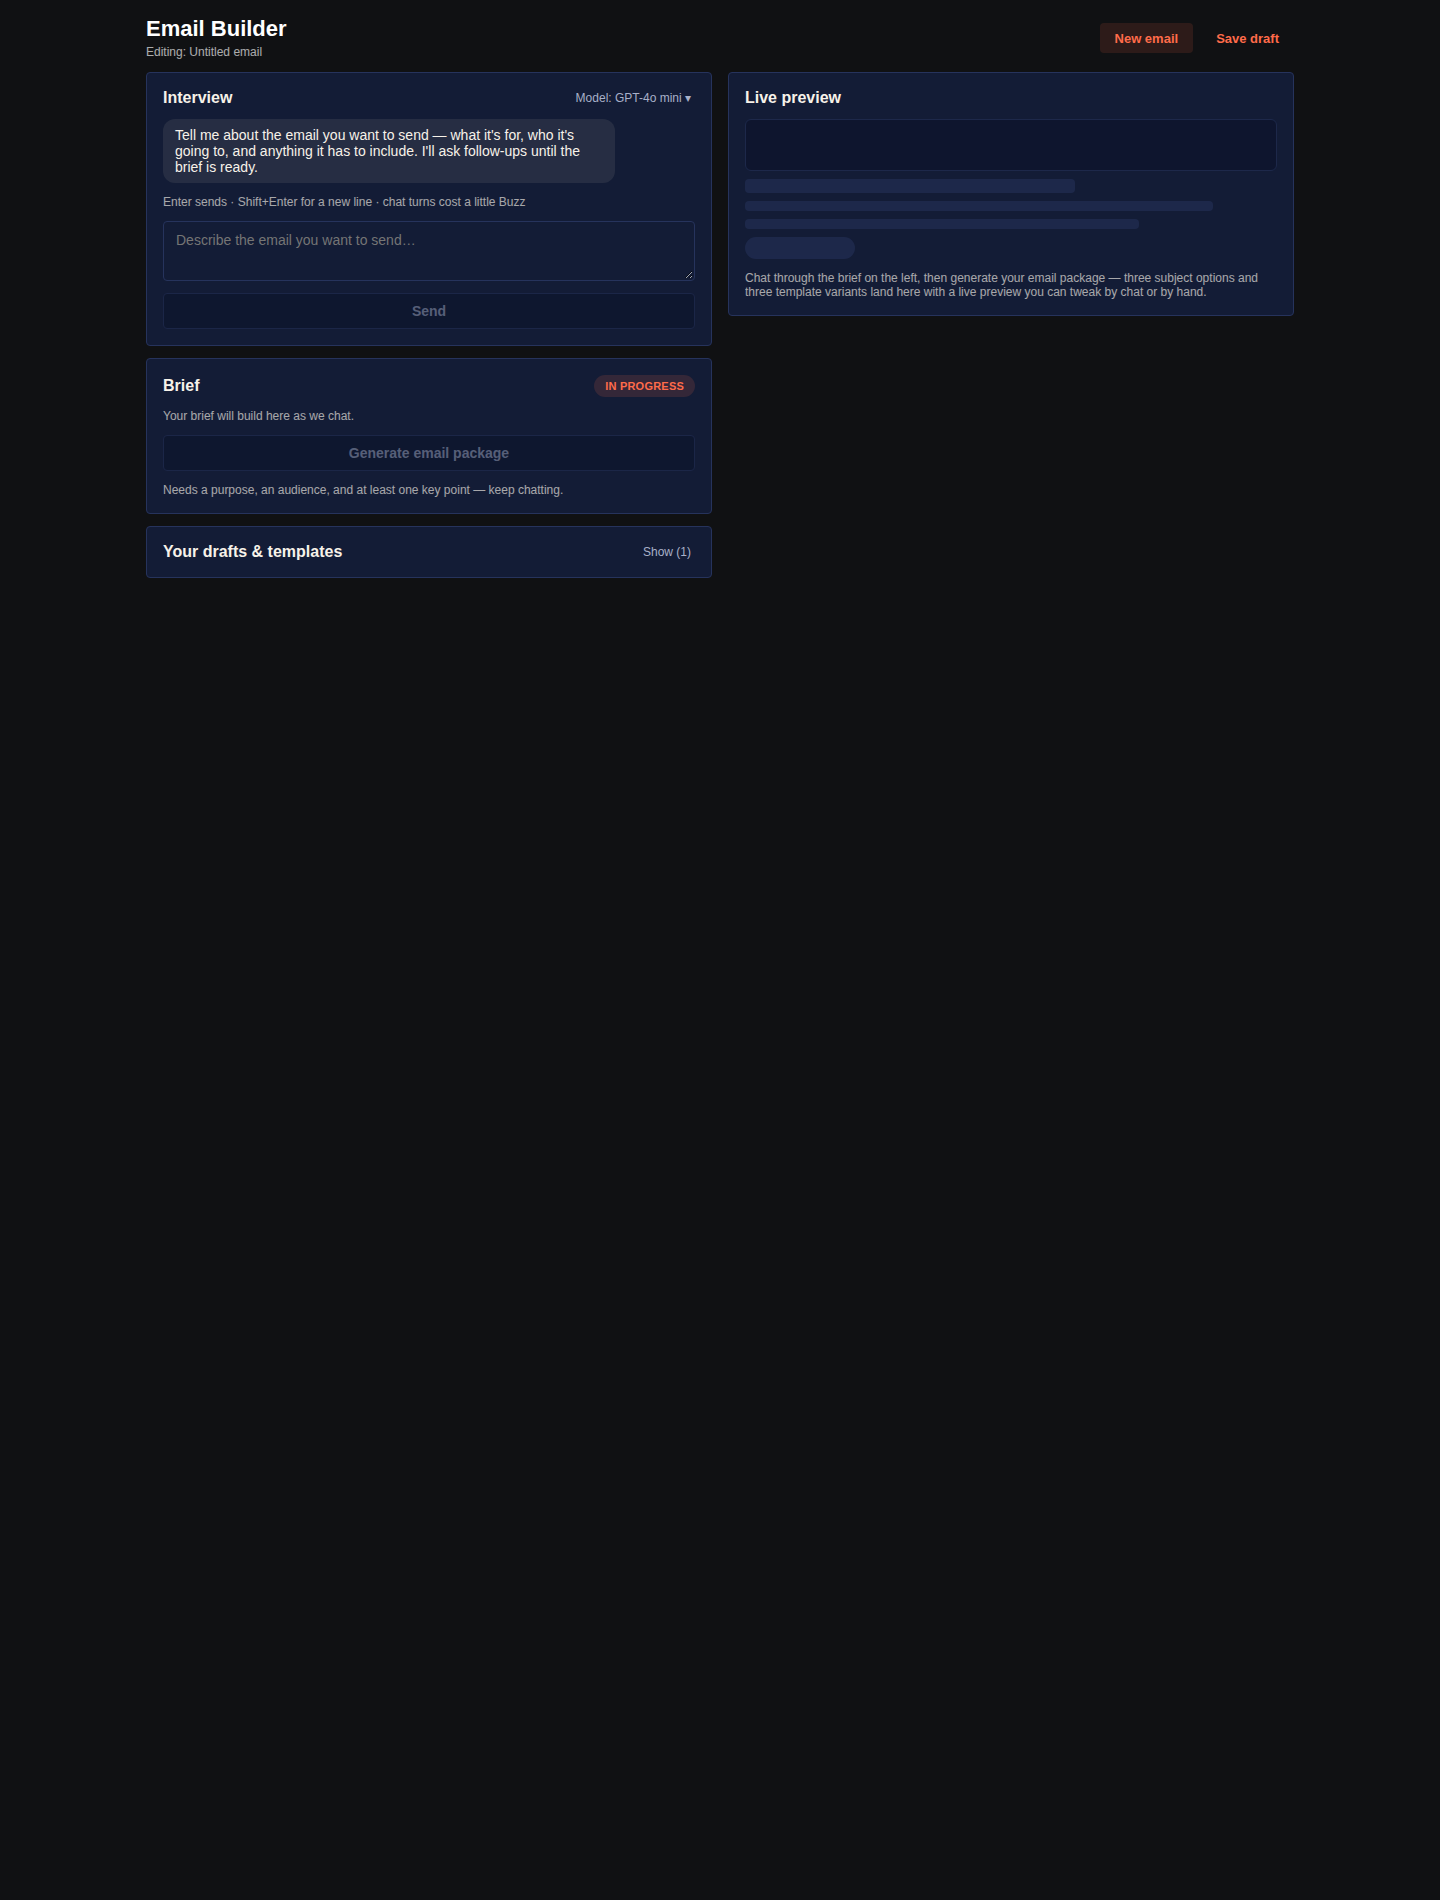 Email Builder
Editing: Untitled email
New email
Save draft
Interview
Model: GPT-4o mini ▾
Tell me about the email you want to send — what it's for, who it's
going to, and anything it has to include. I'll ask follow-ups until the
brief is ready.
Enter sends · Shift+Enter for a new line · chat turns cost a little Buzz
Describe the email you want to send…
Send
Brief
IN PROGRESS
Your brief will build here as we chat.
Generate email package
Needs a purpose, an audience, and at least one key point — keep chatting.
Your drafts & templates
Show (1)
Live preview
Chat through the brief on the left, then generate your email package — three subject options and
three template variants land here with a live preview you can tweak by chat or by hand.